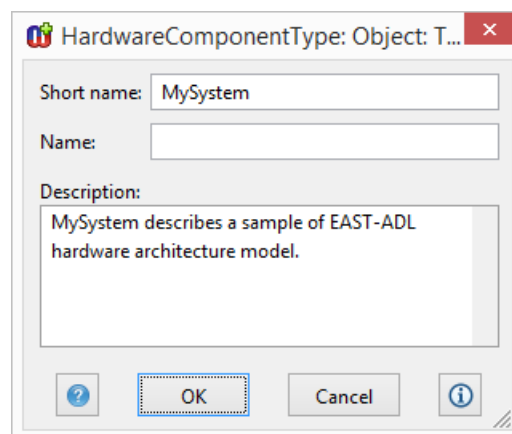 HardwareComponentType: Object: T...
Short name: MySystem
Name:
Description:
MySystem describes a sample of EAST-ADL
hardware architecture model.
OK Cancel